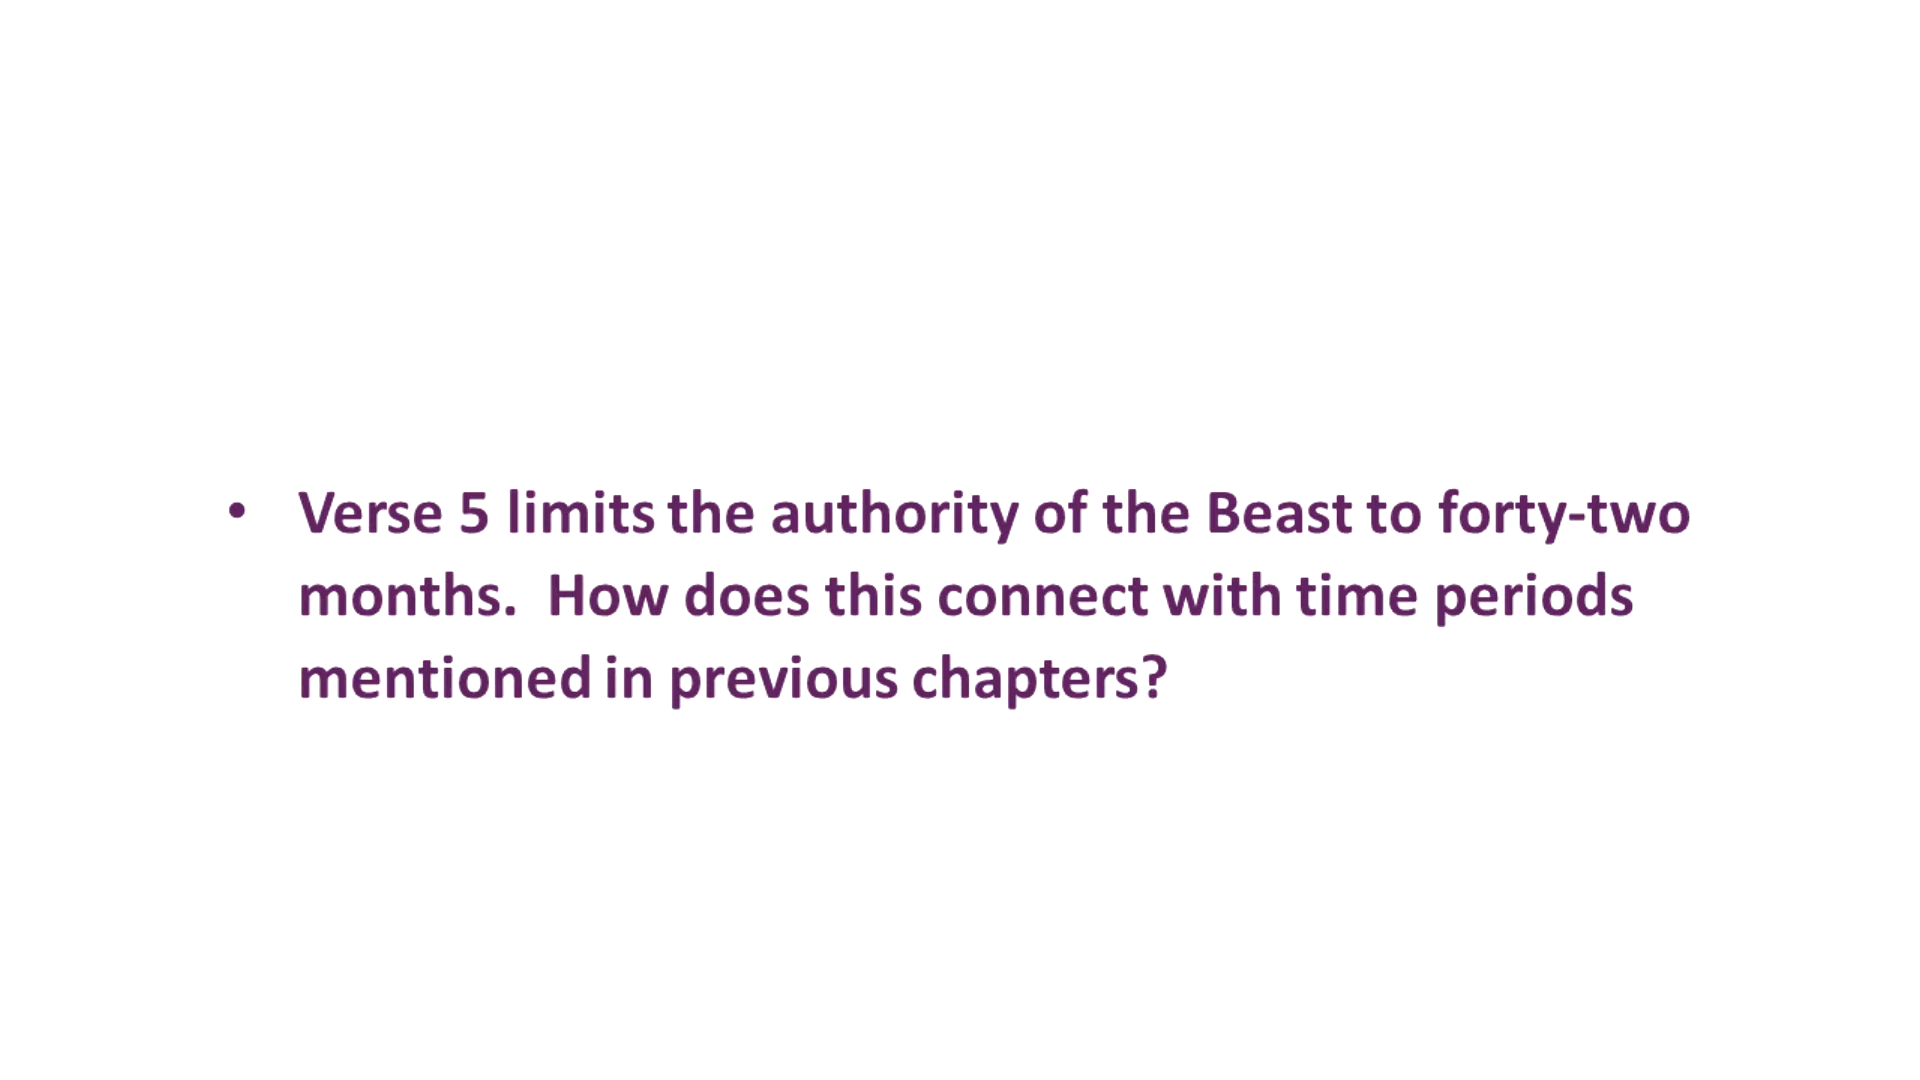 • Verse 5 limits the authority of the Beast to forty-two
months.  How does this connect with time periods
mentioned in previous chapters?